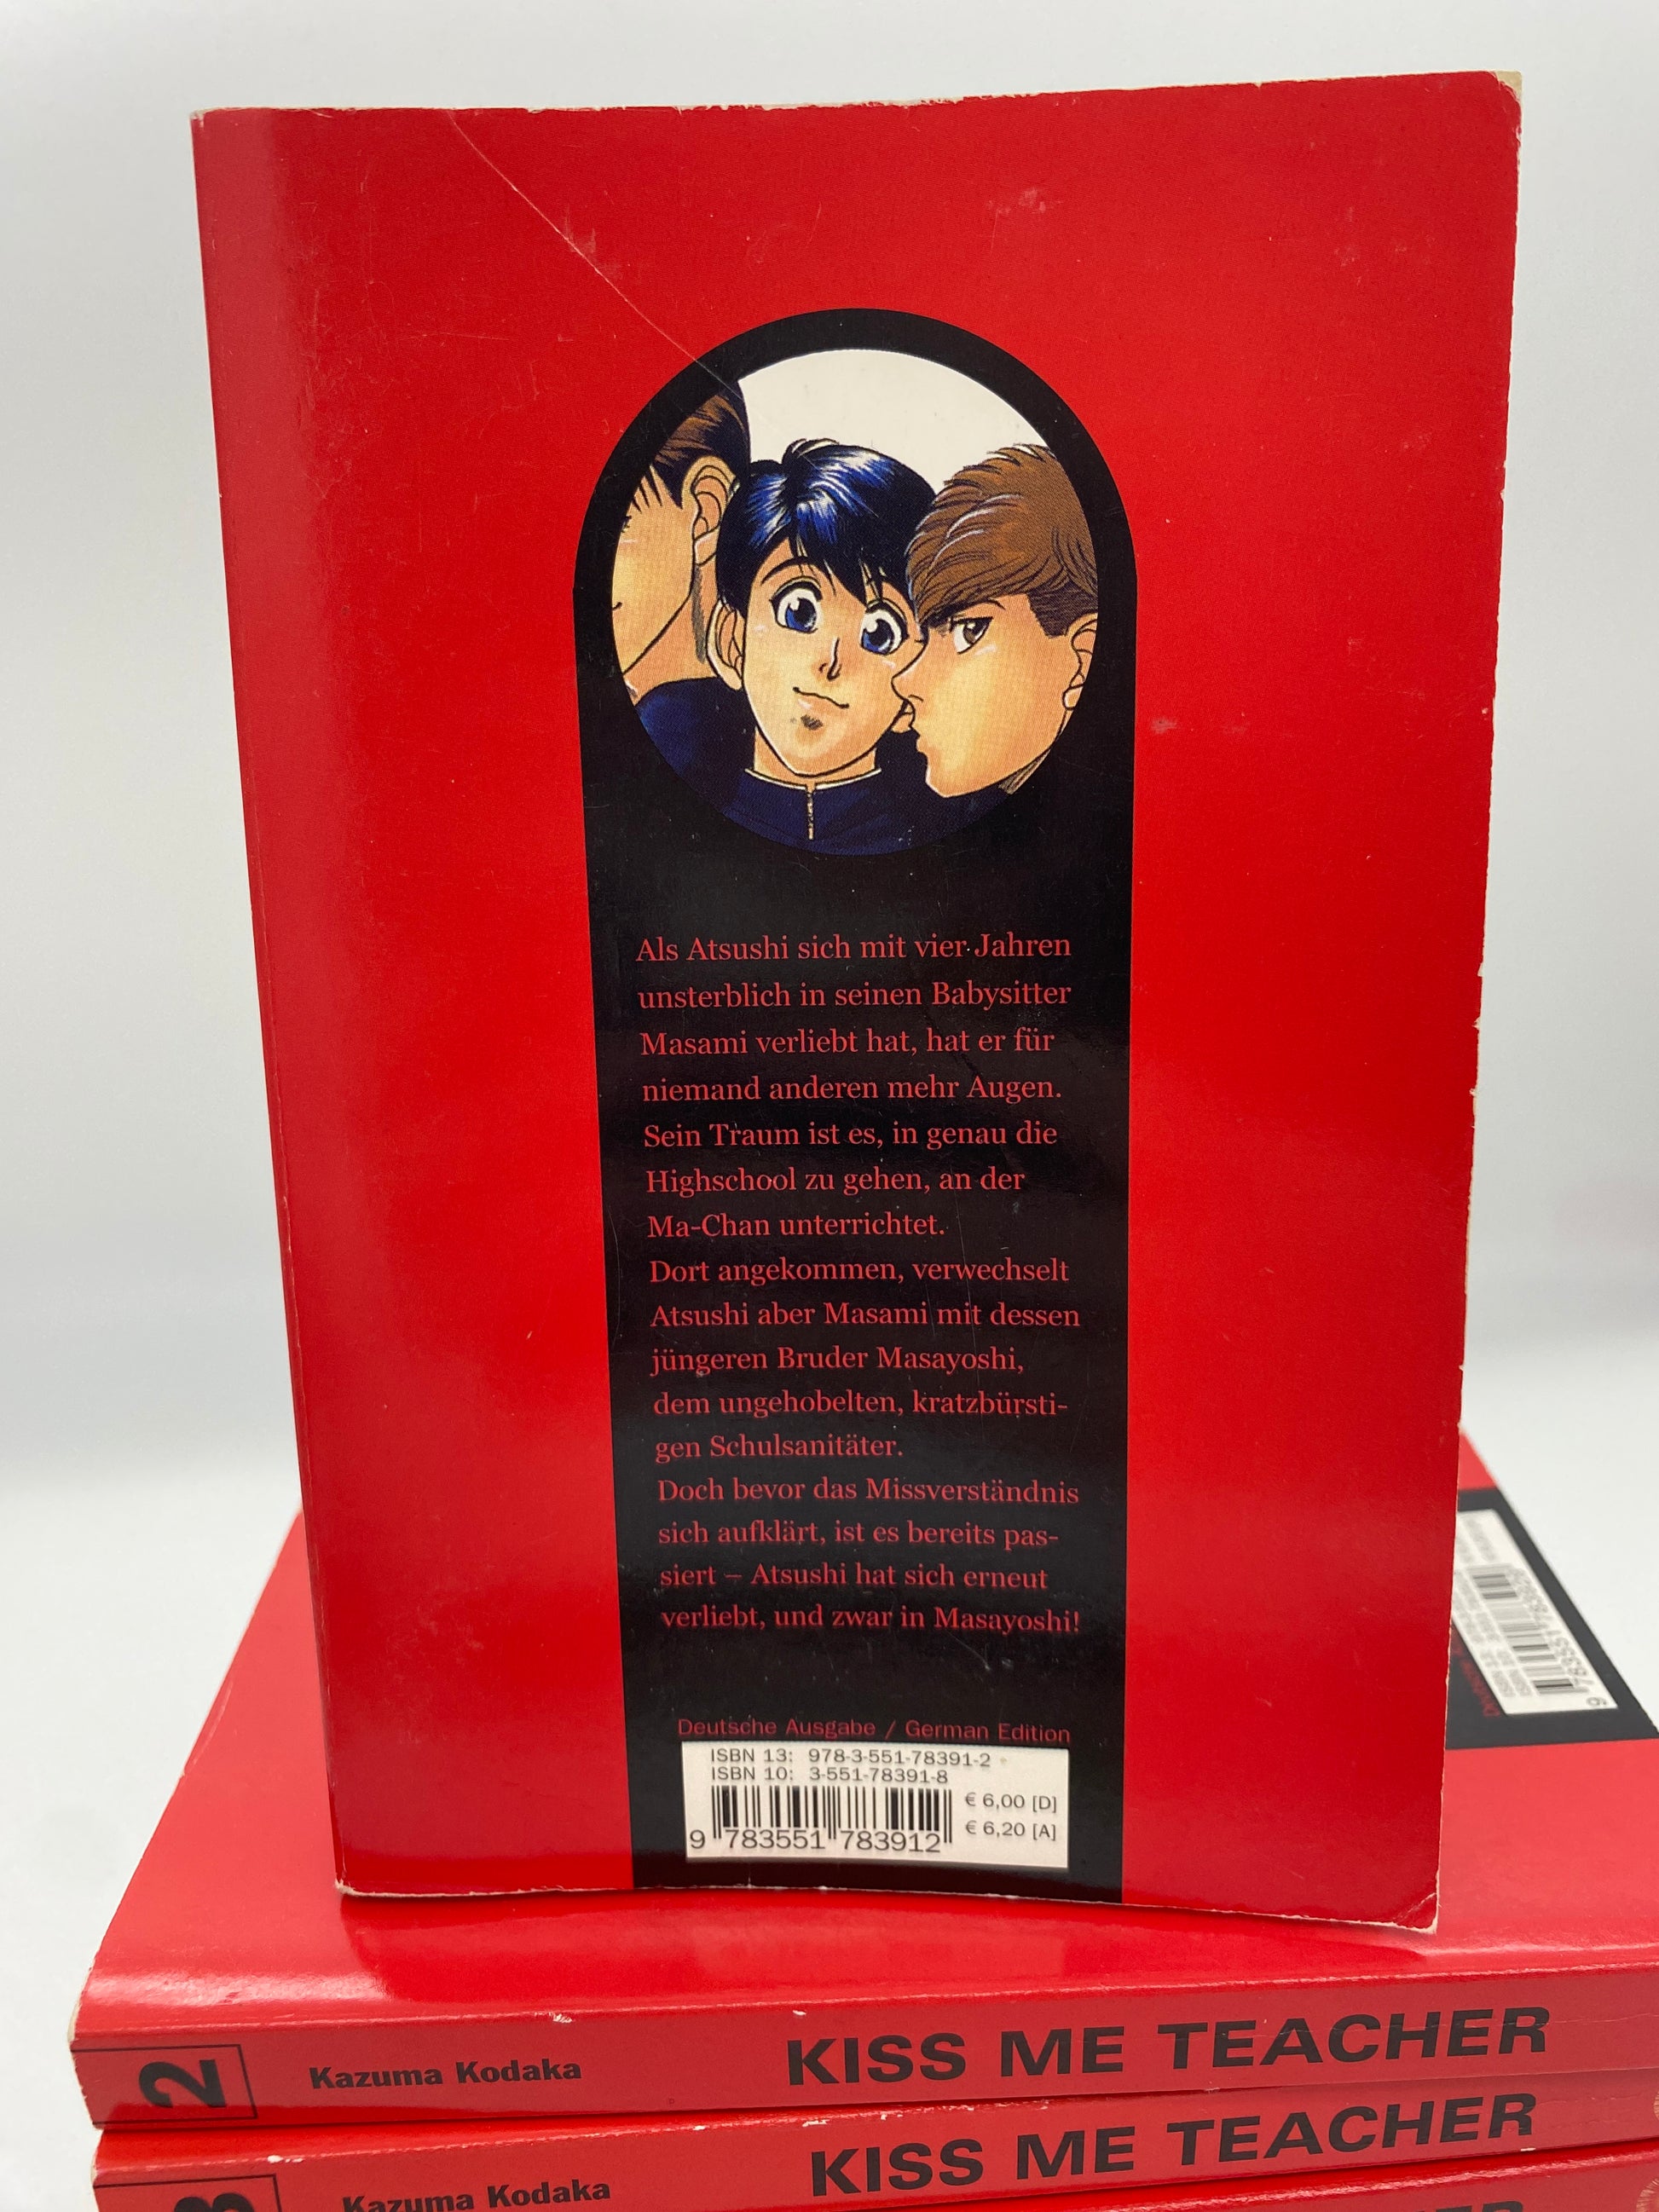 Als Atsushi sich mit vier Jahren
unsterblich in seinen Babysitter
Masami verliebt hat, hat er für
niemand anderen mehr Augen.
Sein Traum ist es, in genau die
Highschool zu gehen, an der
Ma-Chan unterrichtet.
Dort angekommen, verwechselt
Atsushi aber Masami mit dessen
jüngeren Bruder Masayoshi,
dem ungehobelten, kratzbürsti-
gen Schulsanitäter.
Doch bevor das Missverständnis
sich aufklärt, ist es bereits pas-
siert – Atsushi hat sich erneut
verliebt, und zwar in Masayoshi!
Deutsche Ausgabe / German Edition
ISBN 13: 978-3-551-78391-2
ISBN 10: 3-551-78391-8
€ 6,00 [D]
€ 6,20 [A]
9 783551 783912
2 Kazuma Kodaka KISS ME TEACHER
3 Kazuma Kodaka KISS ME TEACHER